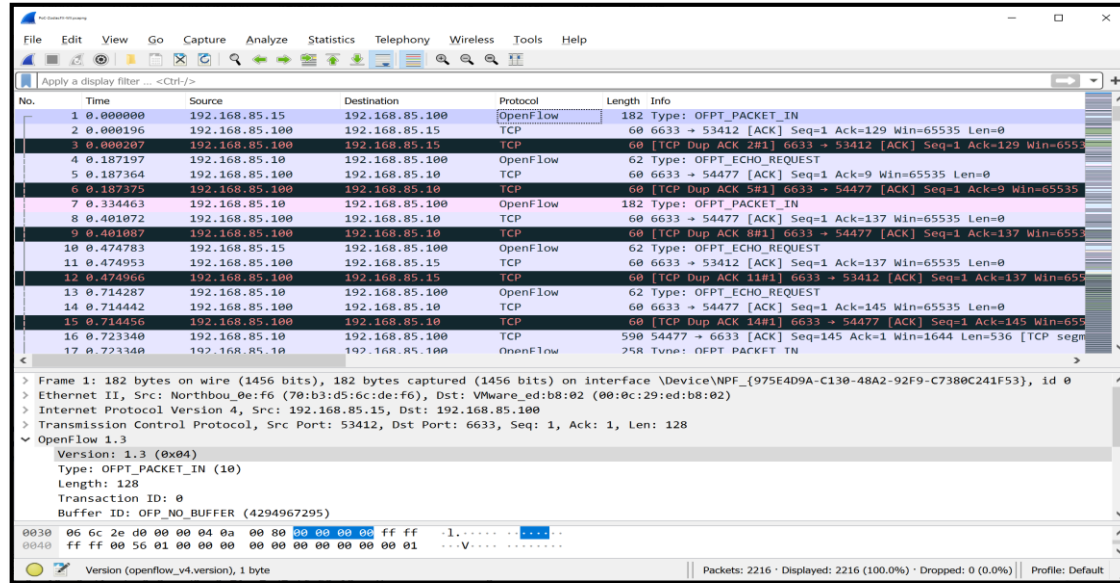 File Edit View Go Capture Analyze Statistics Telephony Wireless Tools Help
Apply a display filter ... <Ctrl-/>
No. Time Source Destination Protocol Length Info
1 0.000000 192.168.85.15 192.168.85.100 OpenFlow 182 Type: OFPT_PACKET_IN
2 0.000196 192.168.85.100 192.168.85.15 TCP 60 6633 → 53412 [ACK] Seq=1 Ack=129 Win=65535 Len=0
3 0.000207 192.168.85.100 192.168.85.15 TCP 60 [TCP Dup ACK 2#1] 6633 → 53412 [ACK] Seq=1 Ack=129 Win=6553
4 0.187197 192.168.85.10 192.168.85.100 OpenFlow 62 Type: OFPT_ECHO_REQUEST
5 0.187364 192.168.85.100 192.168.85.10 TCP 60 6633 → 54477 [ACK] Seq=1 Ack=9 Win=65535 Len=0
6 0.187375 192.168.85.100 192.168.85.10 TCP 60 [TCP Dup ACK 5#1] 6633 → 54477 [ACK] Seq=1 Ack=9 Win=65535
7 0.334463 192.168.85.10 192.168.85.100 OpenFlow 182 Type: OFPT_PACKET_IN
8 0.401072 192.168.85.100 192.168.85.10 TCP 60 6633 → 54477 [ACK] Seq=1 Ack=137 Win=65535 Len=0
9 0.401087 192.168.85.100 192.168.85.10 TCP 60 [TCP Dup ACK 8#1] 6633 → 54477 [ACK] Seq=1 Ack=137 Win=6553
10 0.474783 192.168.85.15 192.168.85.100 OpenFlow 62 Type: OFPT_ECHO_REQUEST
11 0.474953 192.168.85.100 192.168.85.15 TCP 60 6633 → 53412 [ACK] Seq=1 Ack=137 Win=65535 Len=0
12 0.474966 192.168.85.100 192.168.85.15 TCP 60 [TCP Dup ACK 11#1] 6633 → 53412 [ACK] Seq=1 Ack=137 Win=655
13 0.714287 192.168.85.10 192.168.85.100 OpenFlow 62 Type: OFPT_ECHO_REQUEST
14 0.714442 192.168.85.100 192.168.85.10 TCP 60 6633 → 54477 [ACK] Seq=1 Ack=145 Win=65535 Len=0
15 0.714456 192.168.85.100 192.168.85.10 TCP 60 [TCP Dup ACK 14#1] 6633 → 54477 [ACK] Seq=1 Ack=145 Win=655
16 0.723340 192.168.85.10 192.168.85.100 TCP 590 54477 → 6633 [ACK] Seq=145 Ack=1 Win=1644 Len=536 [TCP segm
17 0.723340 192.168.85.10 192.168.85.100 OpenFlow 258 Type: OFPT_PACKET_IN
> Frame 1: 182 bytes on wire (1456 bits), 182 bytes captured (1456 bits) on interface \Device\NPF_{975E4D9A-C130-48A2-92F9-C7380C241F53}, id 0
> Ethernet II, Src: Northbou_0e:f6 (70:b3:d5:6c:de:f6), Dst: VMware_ed:b8:02 (00:0c:29:ed:b8:02)
> Internet Protocol Version 4, Src: 192.168.85.15, Dst: 192.168.85.100
> Transmission Control Protocol, Src Port: 53412, Dst Port: 6633, Seq: 1, Ack: 1, Len: 128
OpenFlow 1.3
Version: 1.3 (0x04)
Type: OFPT_PACKET_IN (10)
Length: 128
Transaction ID: 0
Buffer ID: OFP_NO_BUFFER (4294967295)
0030 06 6c 2e d0 00 00 04 0a 00 80 00 00 00 00 ff ff ·l······ ········
0040 ff ff 00 56 01 00 00 00 00 00 00 00 00 00 00 01 ···V···· ········
Version (openflow_v4.version), 1 byte
Packets: 2216 · Displayed: 2216 (100.0%) · Dropped: 0 (0.0%)
Profile: Default